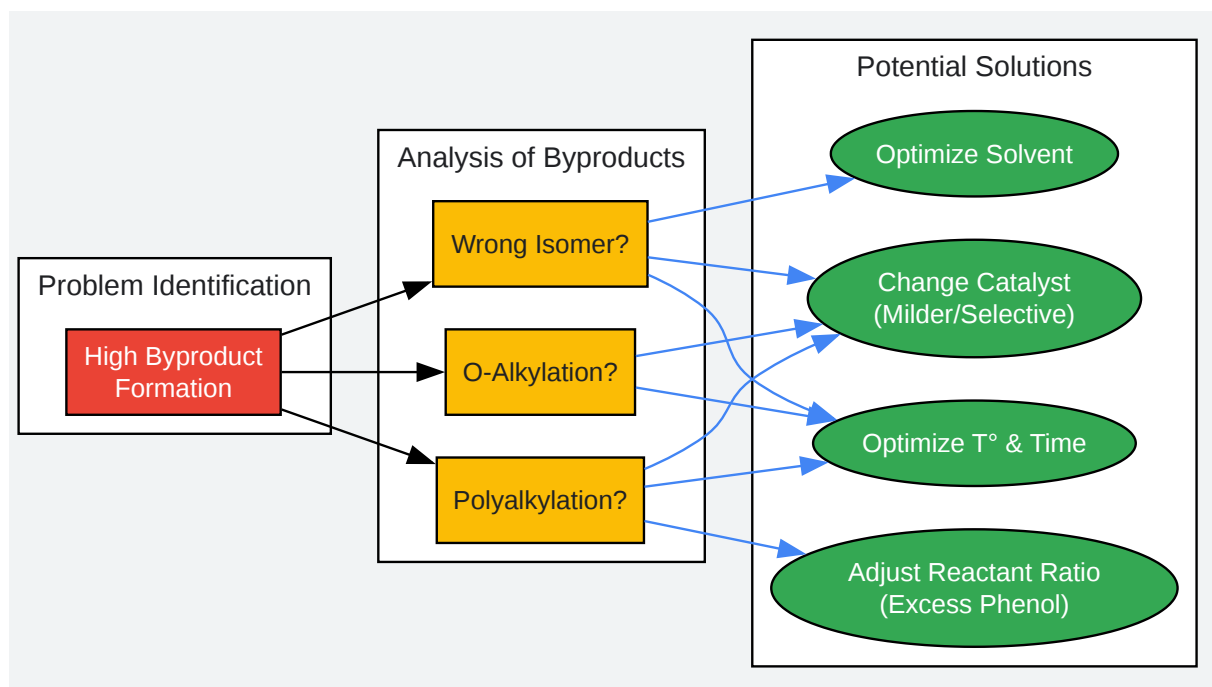 Problem Identification
High Byproduct
Formation
Analysis of Byproducts
Wrong Isomer?
O-Alkylation?
Polyalkylation?
Potential Solutions
Optimize Solvent
Change Catalyst
(Milder/Selective)
Optimize T° & Time
Adjust Reactant Ratio
(Excess Phenol)